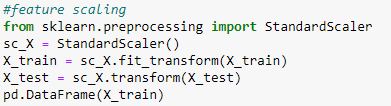 #feature scaling
from sklearn.preprocessing import StandardScaler
sc_X = StandardScaler()
X_train = sc_X.fit_transform(X_train)
X_test = sc_X.transform(X_test)
pd.DataFrame(X_train)